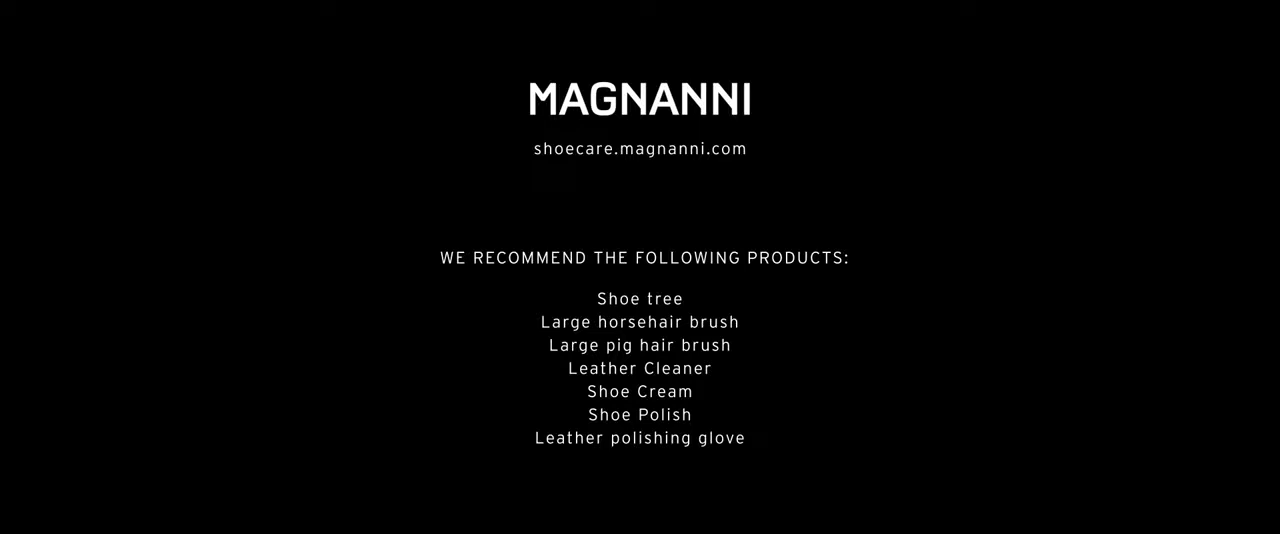 MAGNANNI
shoecare.magnanni.com
WE RECOMMEND THE FOLLOWING PRODUCTS:
Shoe tree
Large horsehair brush
Large pig hair brush
Leather Cleaner
Shoe Cream
Shoe Polish
Leather polishing glove